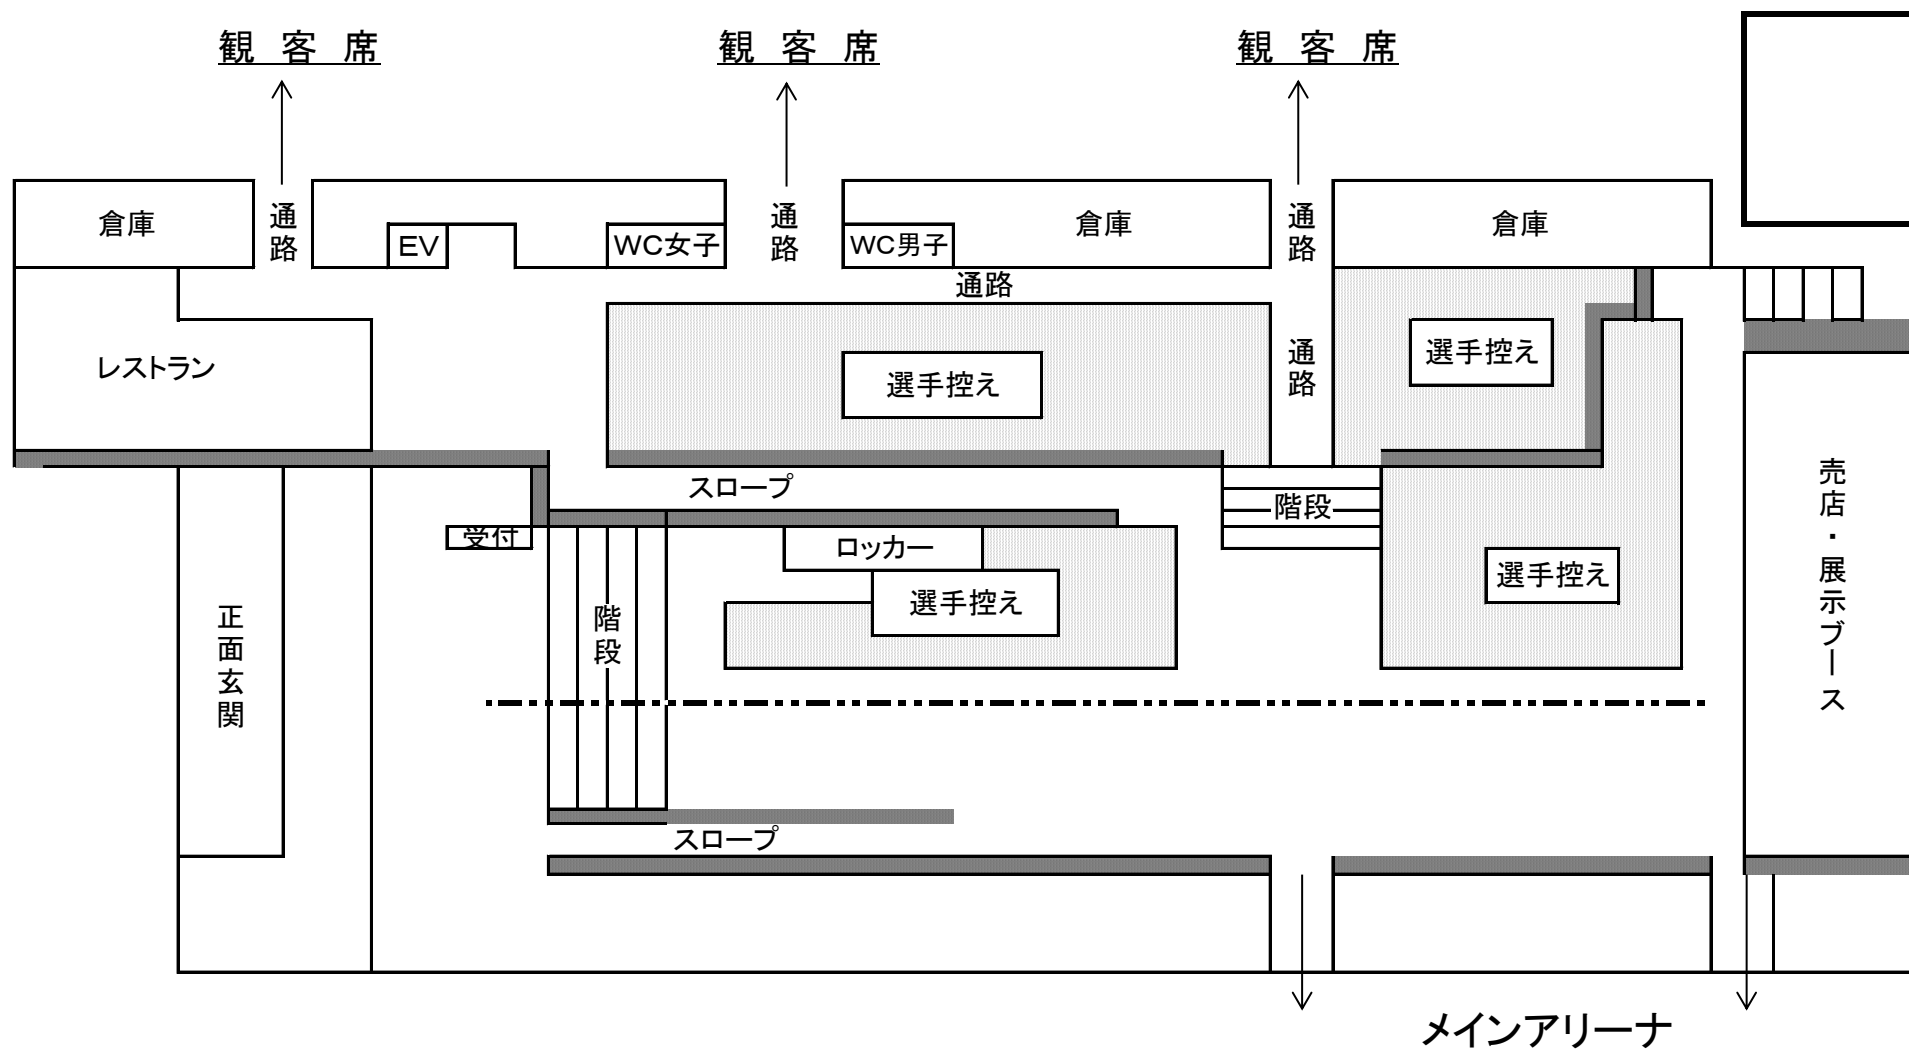 観 客 席
観 客 席
観 客 席
倉庫
通路
EV
WC女子
通路
WC男子
倉庫
通路
倉庫
通路
レストラン
選手控え
通路
選手控え
スロープ
階段
受付
ロッカー
選手控え
選手控え
売店・展示ブース
正面玄関
階段
スロープ
メインアリーナ